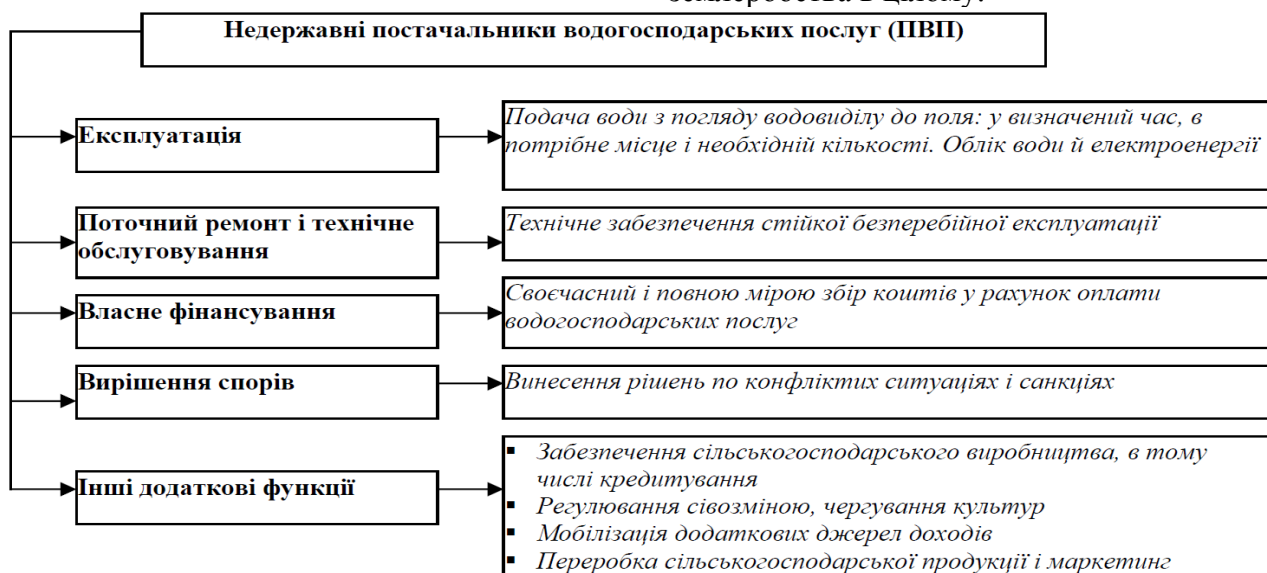 землеробства в цілому.
Недержавні постачальники водогосподарських послуг (ПВП)
Експлуатація
Подача води з погляду водовиділу до поля: у визначений час, в
потрібне місце і необхідній кількості. Облік води й електроенергії
Поточний ремонт і технічне
обслуговування
Технічне забезпечення стійкої безперебійної експлуатації
Власне фінансування
Своєчасний і повною мірою збір коштів у рахунок оплати
водогосподарських послуг
Вирішення спорів
Винесення рішень по конфліктих ситуаціях і санкціях
Інші додаткові функції
▪ Забезпечення сільськогосподарського виробництва, в тому
числі кредитування
▪ Регулювання сівозміною, чергування культур
▪ Мобілізація додаткових джерел доходів
▪ Переробка сільськогосподарської продукції і маркетинг